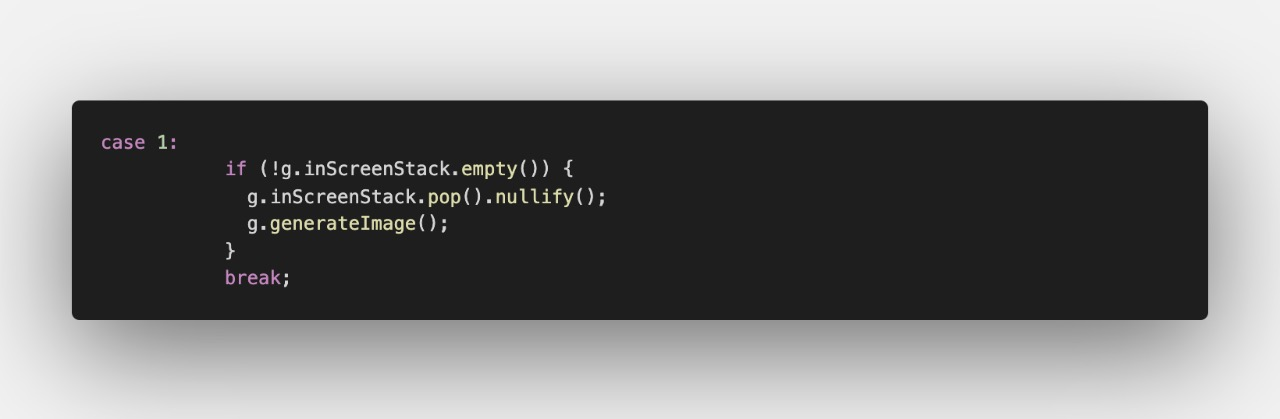 case 1:
if (!g.inScreenStack.empty()) {
g.inScreenStack.pop().nullify();
g.generateImage();
}
break;